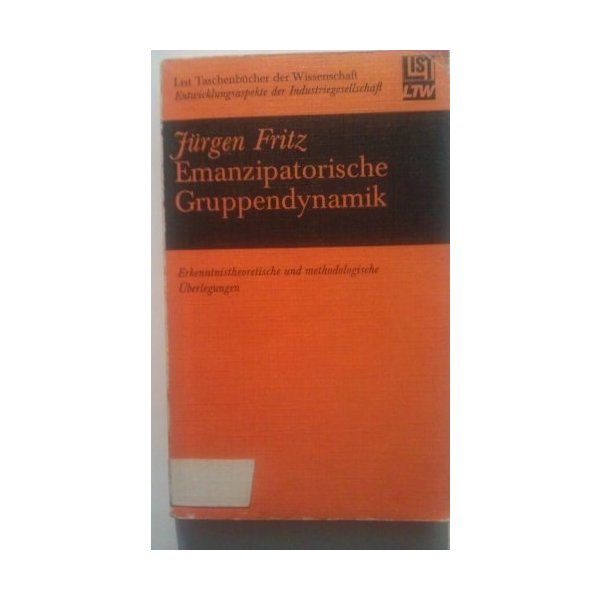 List Taschenbücher der Wissenschaft
Entwicklungsaspekte der Industriegesellschaft
LIST
LTW
Jürgen Fritz
Emanzipatorische
Gruppendynamik
Erkenntnistheoretische und methodologische
Überlegungen